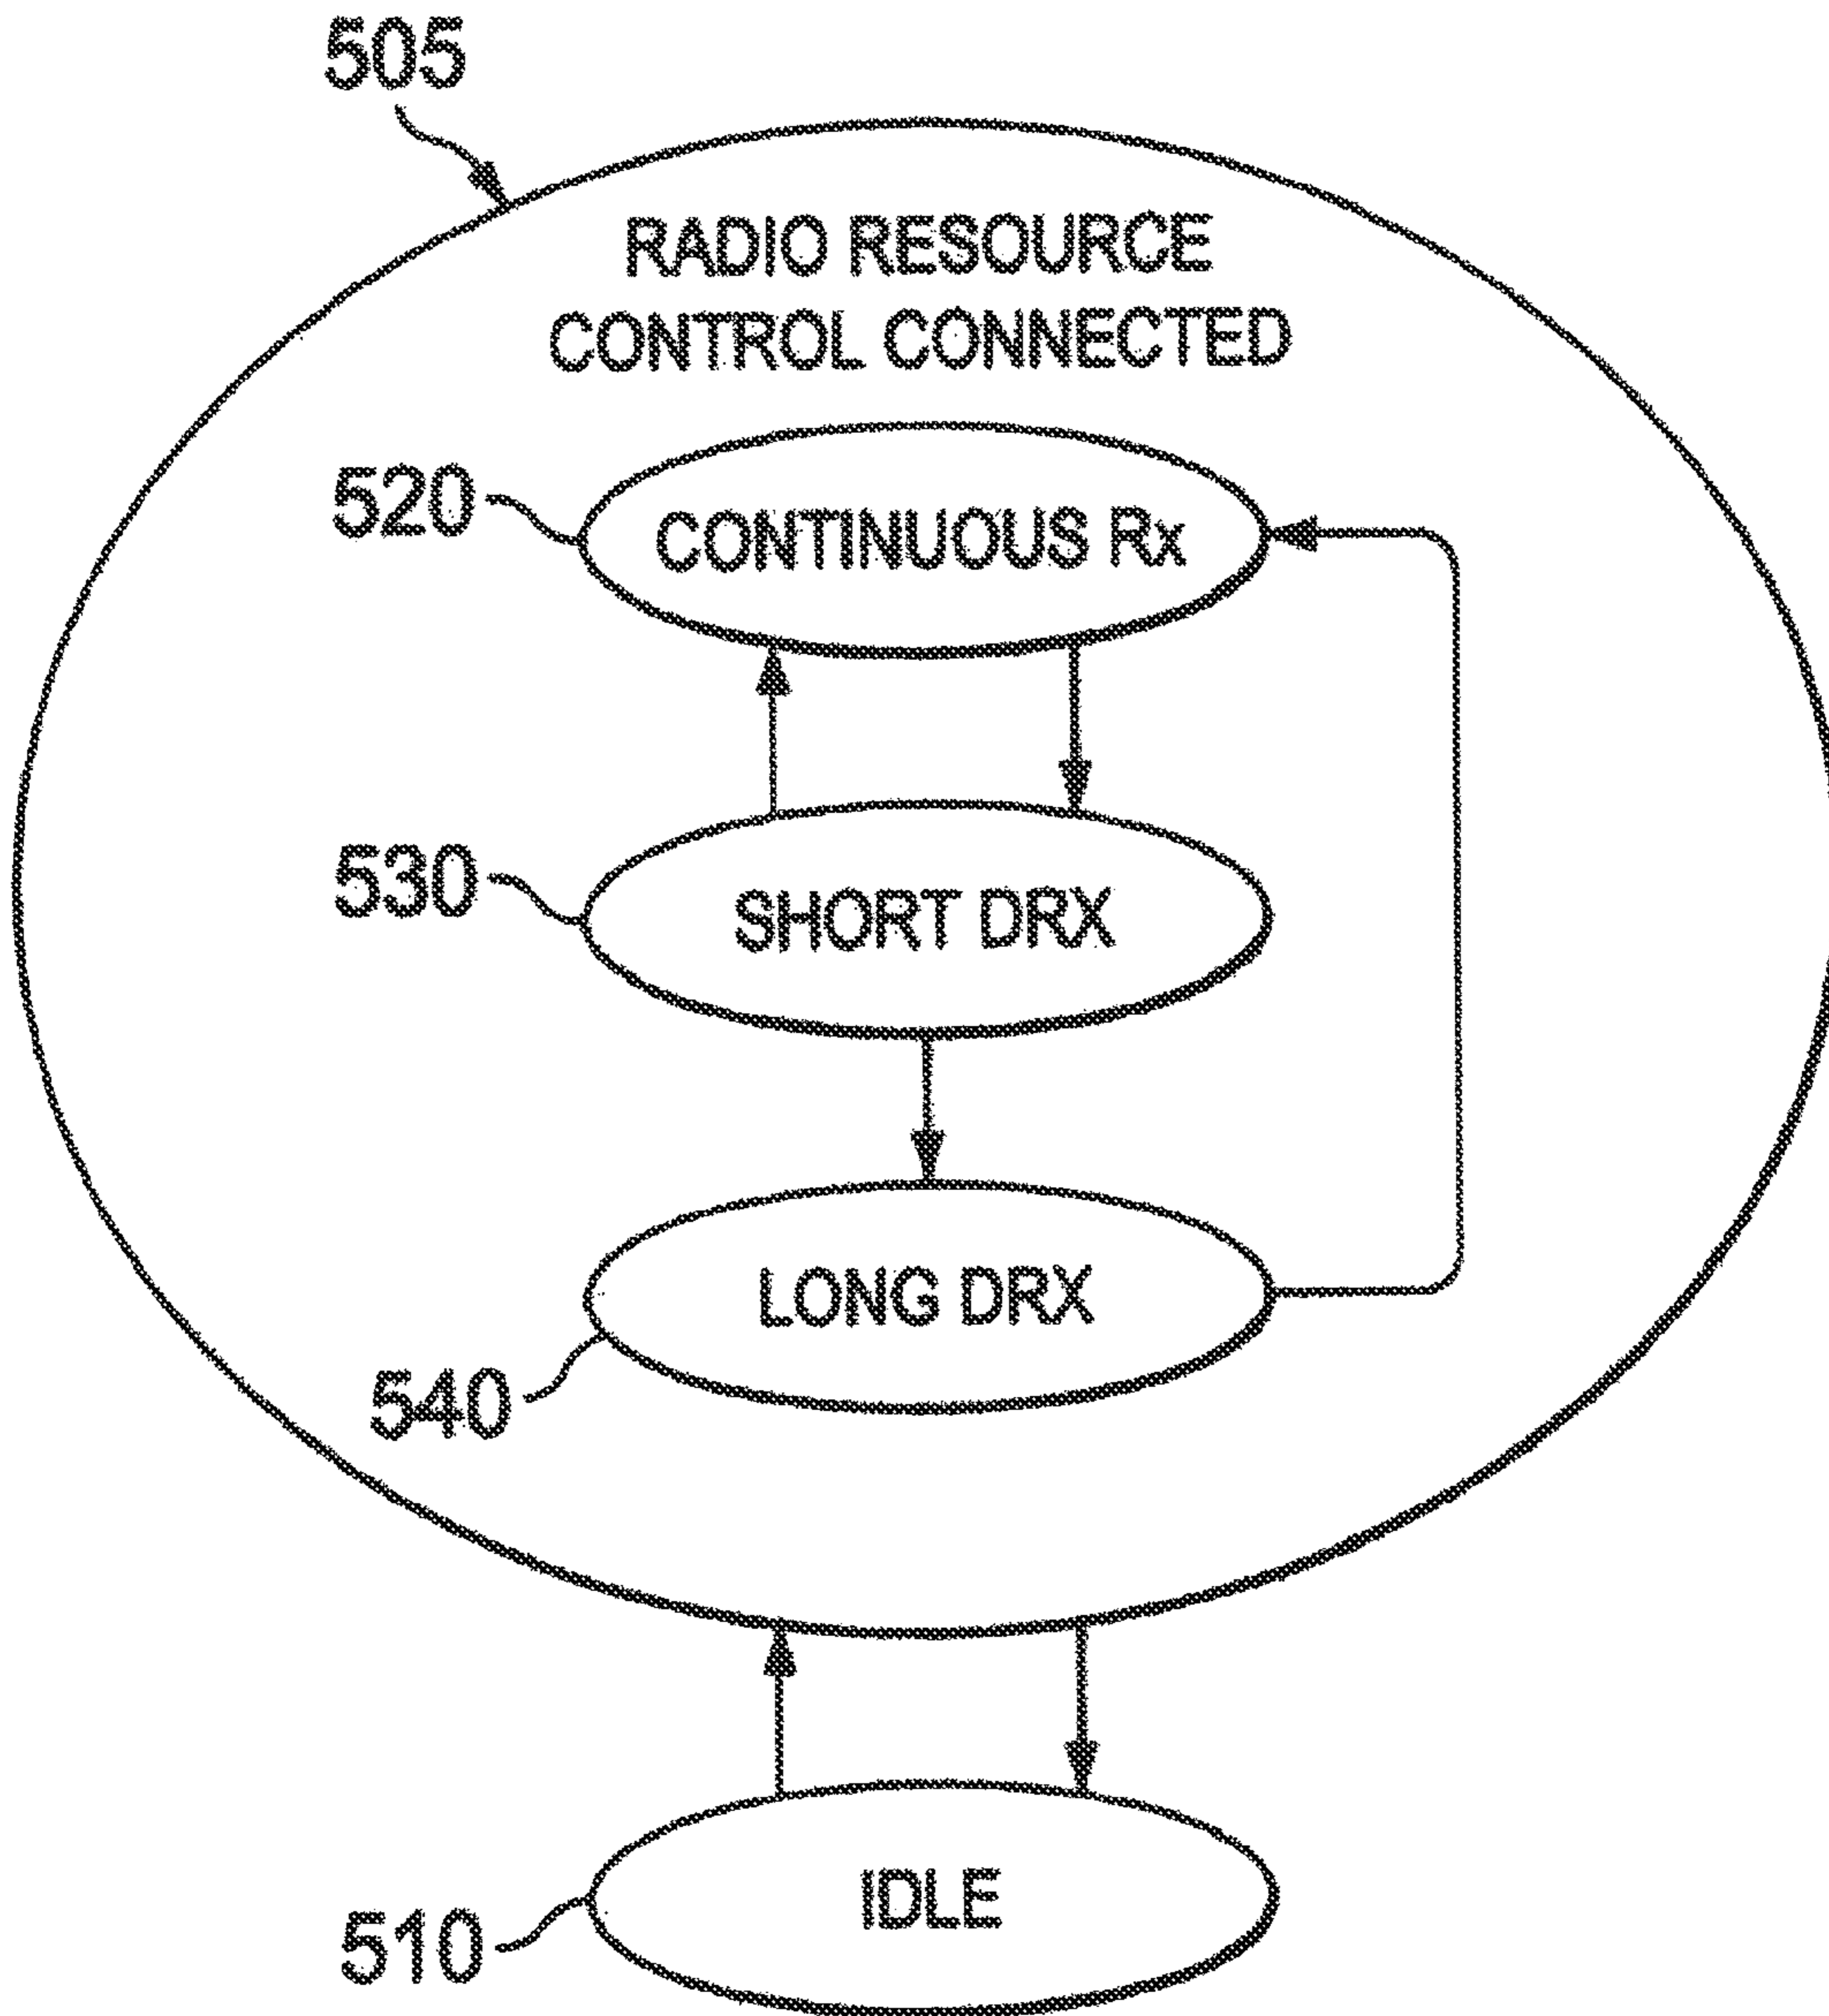 505
RADIO RESOURCE
CONTROL CONNECTED
520
CONTINUOUS Rx
530
SHORT DRX
LONG DRX
540
IDLE
510